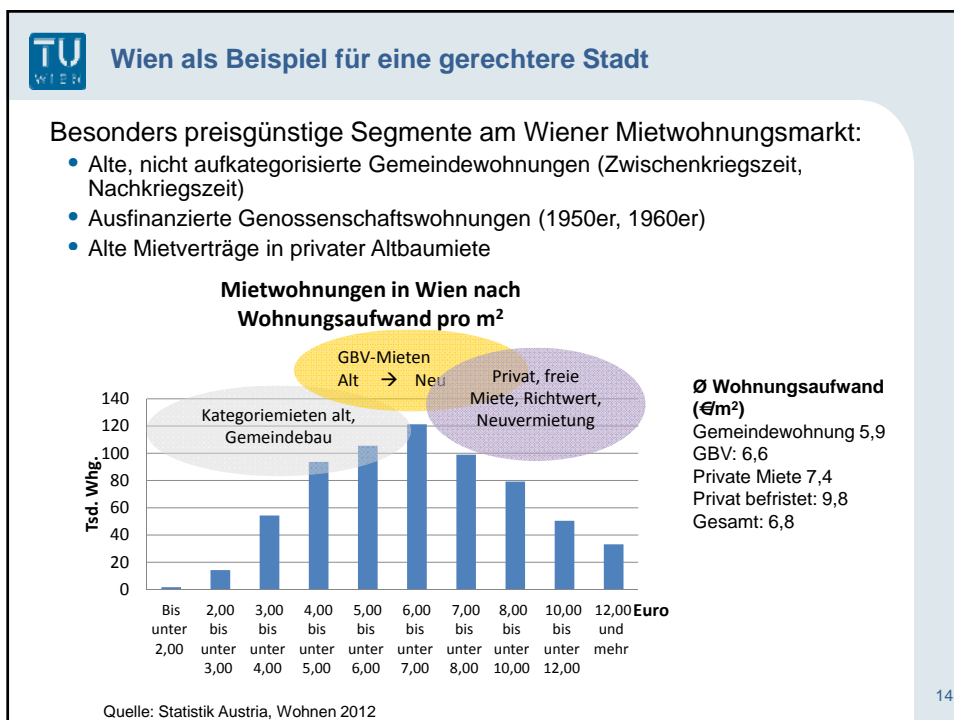 TU
WIEN
Wien als Beispiel für eine gerechtere Stadt
Besonders preisgünstige Segmente am Wiener Mietwohnungsmarkt:
• Alte, nicht aufkategorisierte Gemeindewohnungen (Zwischenkriegszeit,
Nachkriegszeit)
• Ausfinanzierte Genossenschaftswohnungen (1950er, 1960er)
• Alte Mietverträge in privater Altbaumiete
Mietwohnungen in Wien nach
Wohnungsaufwand pro m²
GBV-Mieten
Alt → Neu
Privat, freie
Miete, Richtwert,
Neuvermietung
Kategoriemieten alt,
Gemeindebau
Tsd. Whg.
140
120
100
80
60
40
20
0
Bis unter 2,00
2,00 bis unter 3,00
3,00 bis unter 4,00
4,00 bis unter 5,00
5,00 bis unter 6,00
6,00 bis unter 7,00
7,00 bis unter 8,00
8,00 bis unter 10,00
10,00 bis unter 12,00
12,00 und mehr
Euro
Ø Wohnungsaufwand
(€/m²)
Gemeindewohnung 5,9
GBV: 6,6
Private Miete 7,4
Privat befristet: 9,8
Gesamt: 6,8
Quelle: Statistik Austria, Wohnen 2012
14